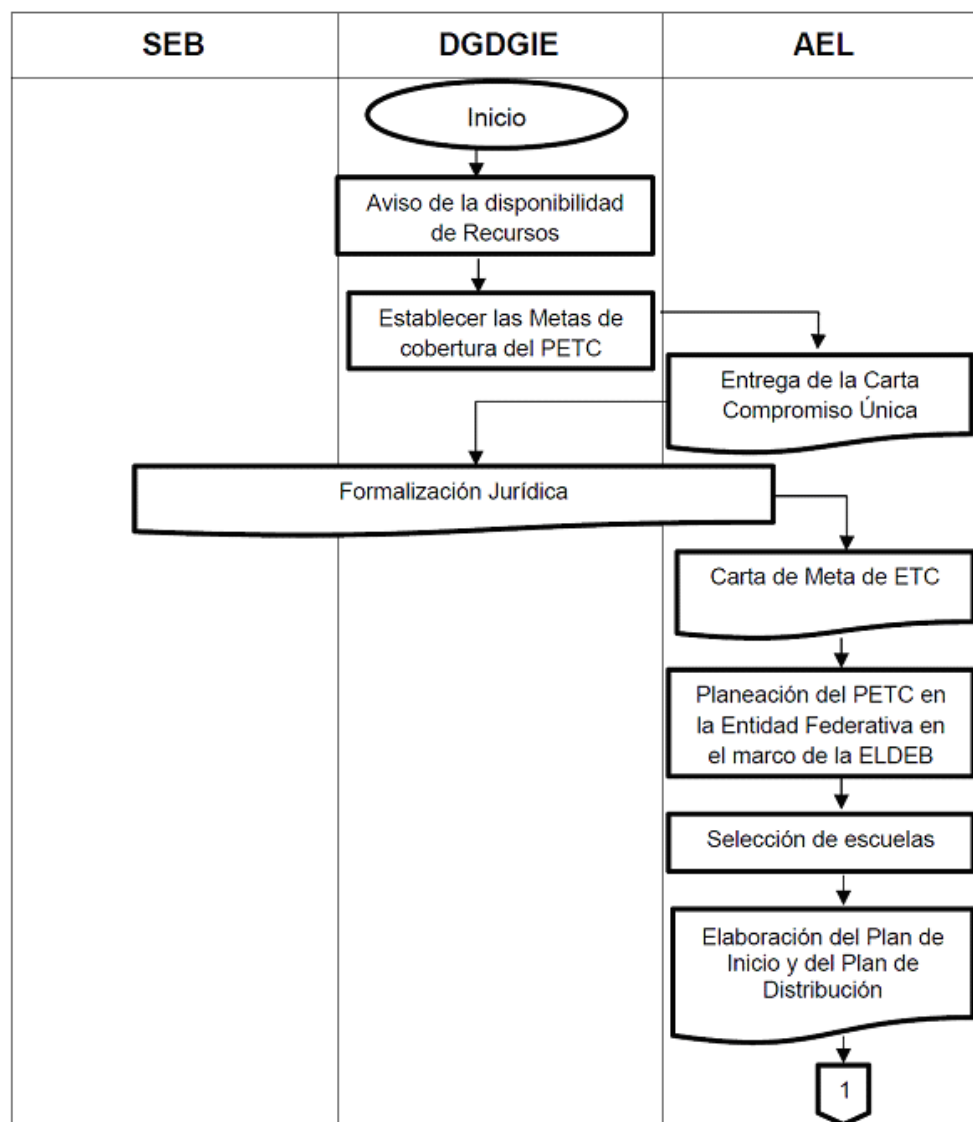 SEB
DGDGIE
AEL
Inicio
Aviso de la disponibilidad
de Recursos
Establecer las Metas de
cobertura del PETC
Entrega de la Carta
Compromiso Única
Formalización Jurídica
Carta de Meta de ETC
Planeación del PETC en
la Entidad Federativa en
el marco de la ELDEB
Selección de escuelas
Elaboración del Plan de
Inicio y del Plan de
Distribución
1